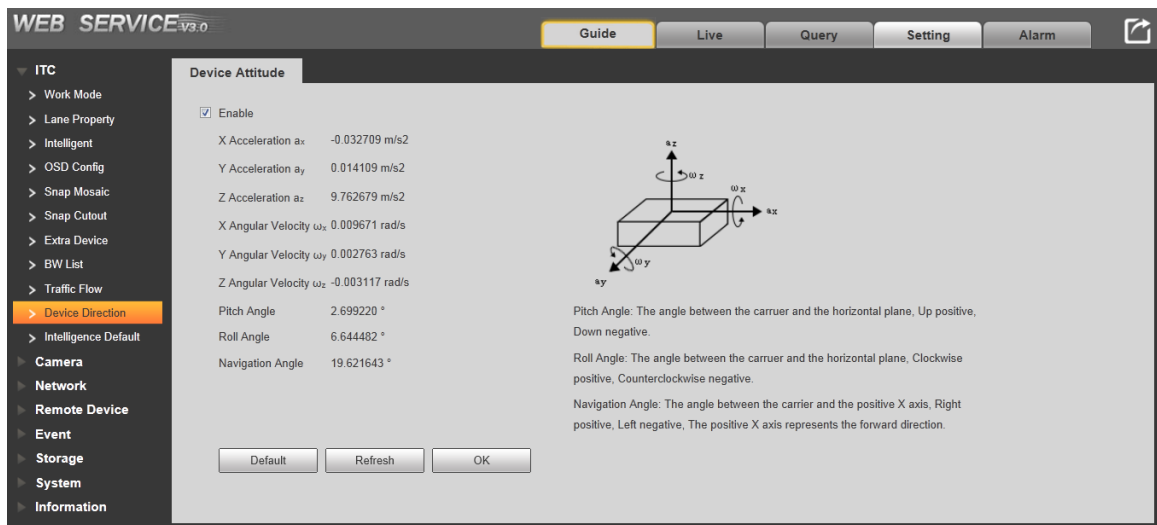 WEB SERVICE-V3.0
Guide
Live
Query
Setting
Alarm
ITC
Work Mode
Lane Property
Intelligent
OSD Config
Snap Mosaic
Snap Cutout
Extra Device
BW List
Traffic Flow
Device Direction
Intelligence Default
Camera
Network
Remote Device
Event
Storage
System
Information
Device Attitude
Enable
X Acceleration ax -0.032709 m/s2
Y Acceleration ay 0.014109 m/s2
Z Acceleration az 9.762679 m/s2
X Angular Velocity ωx 0.009671 rad/s
Y Angular Velocity ωy 0.002763 rad/s
Z Angular Velocity ωz -0.003117 rad/s
Pitch Angle 2.699220 °
Roll Angle 6.644482 °
Navigation Angle 19.621643 °
Default
Refresh
OK
az
ωz
ωx
ax
ωy
ay
Pitch Angle: The angle between the carruer and the horizontal plane, Up positive,
Down negative.
Roll Angle: The angle between the carruer and the horizontal plane, Clockwise
positive, Counterclockwise negative.
Navigation Angle: The angle between the carrier and the positive X axis, Right
positive, Left negative, The positive X axis represents the forward direction.